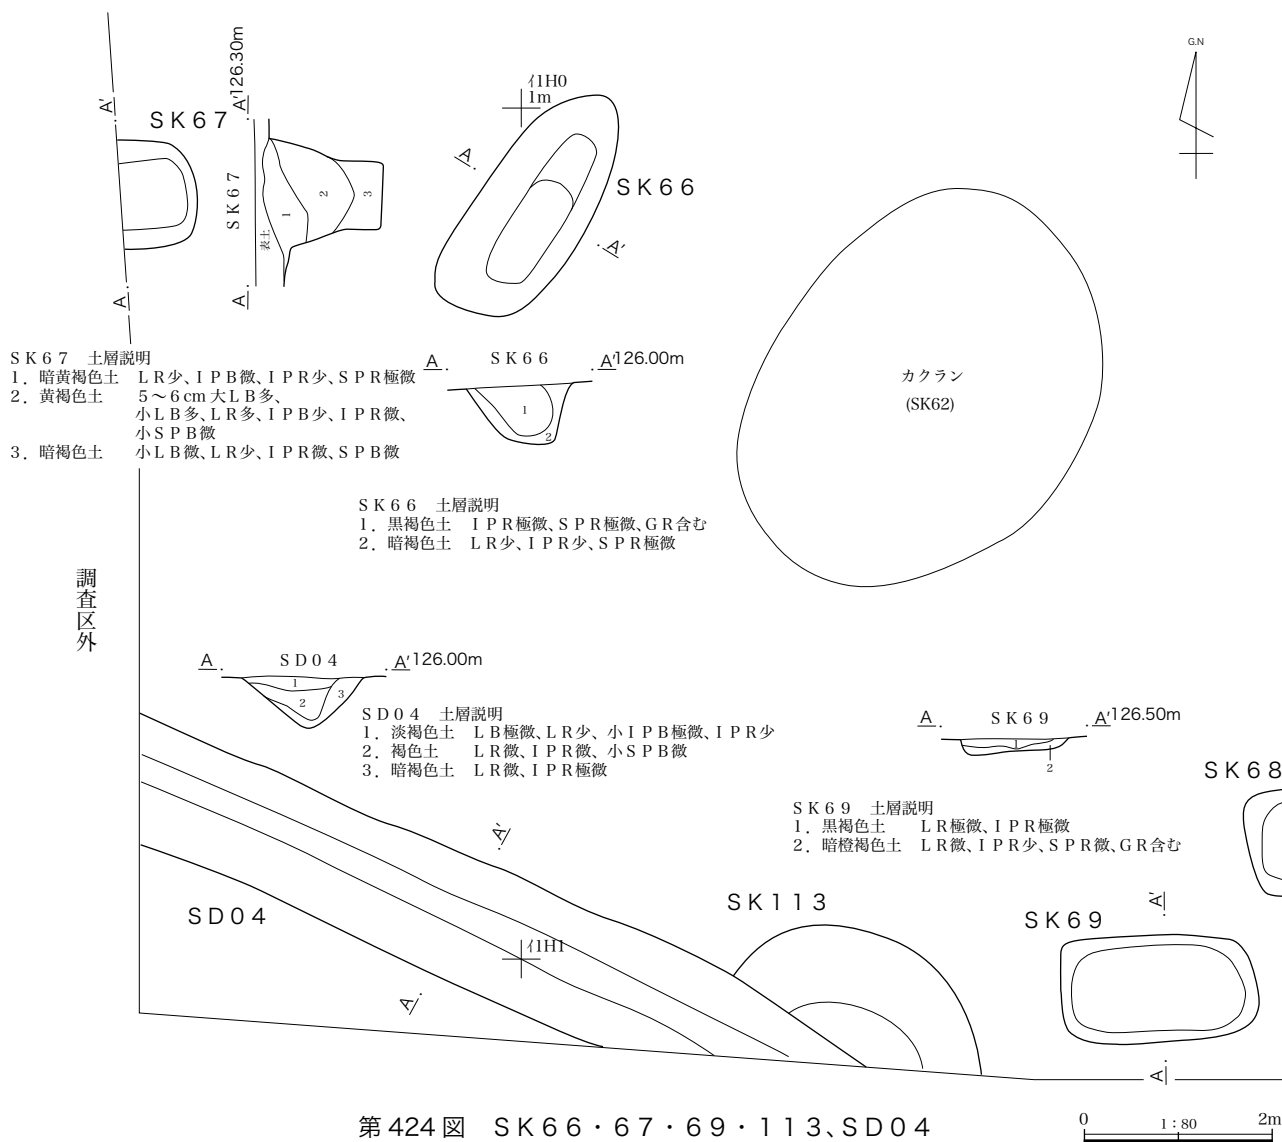 G.N
A'
A'
126.30m
SK67
SK67
1
2
3
表土
A
A
イ1H0
1m
A
A'
SK66
A
SK66
A'
126.00m
1
2
カクラン
(SK62)
SK67 土層説明
1. 暗黄褐色土 LR少、IPB微、IPR少、SPR極微
2. 黄褐色土 5～6cm大LB多、
小LB多、LR多、IPB少、IPR微、
小SPB微
3. 暗褐色土 小LB微、LR少、IPR微、SPB微
SK66 土層説明
1. 黒褐色土 IPR極微、SPR極微、GR含む
2. 暗褐色土 LR少、IPR少、SPR極微
調査区外
A
SD04
A'
126.00m
1
2
3
SD04 土層説明
1. 淡褐色土 LB極微、LR少、小IPB極微、IPR少
2. 褐色土 LR微、IPR微、小SPB微
3. 暗褐色土 LR微、IPR極微
A
SK69
A'
126.50m
1
2
SK68
SK69 土層説明
1. 黒褐色土 LR極微、IPR極微
2. 暗橙褐色土 LR微、IPR少、SPR微、GR含む
A'
SD04
イ1H1
A
SK113
SK69
A'
A
第424図 SK66・67・69・113、SD04
0
1:80
2m